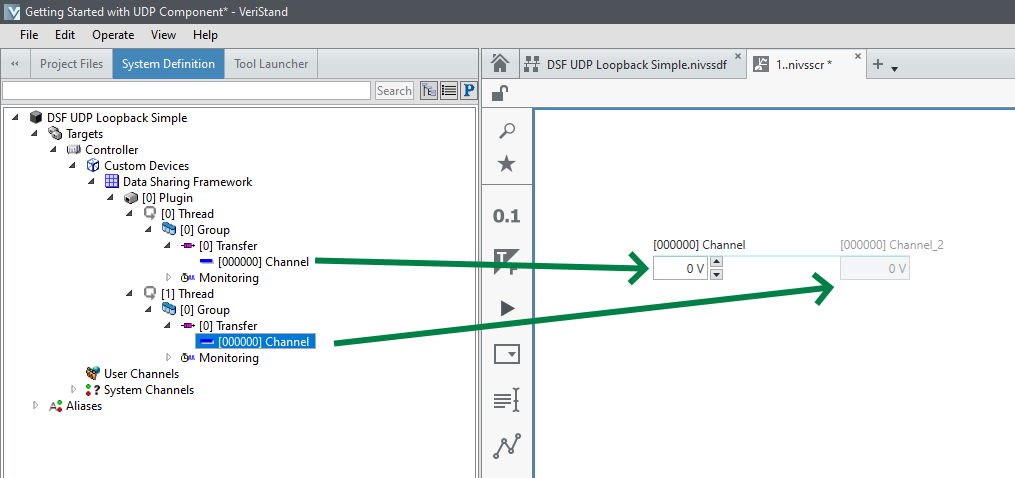 Getting Started with UDP Component* - VeriStand
File Edit Operate View Help
Project Files System Definition Tool Launcher
DSF UDP Loopback Simple.nivssdf
1..nivsscr *
Search
P
DSF UDP Loopback Simple
Targets
Controller
Custom Devices
Data Sharing Framework
[0] Plugin
[0] Thread
[0] Group
[0] Transfer
[000000] Channel
Monitoring
[1] Thread
[0] Group
[0] Transfer
[000000] Channel
Monitoring
User Channels
? System Channels
A Aliases
0.1
T
F
[000000] Channel
0 V
[000000] Channel_2
0 V